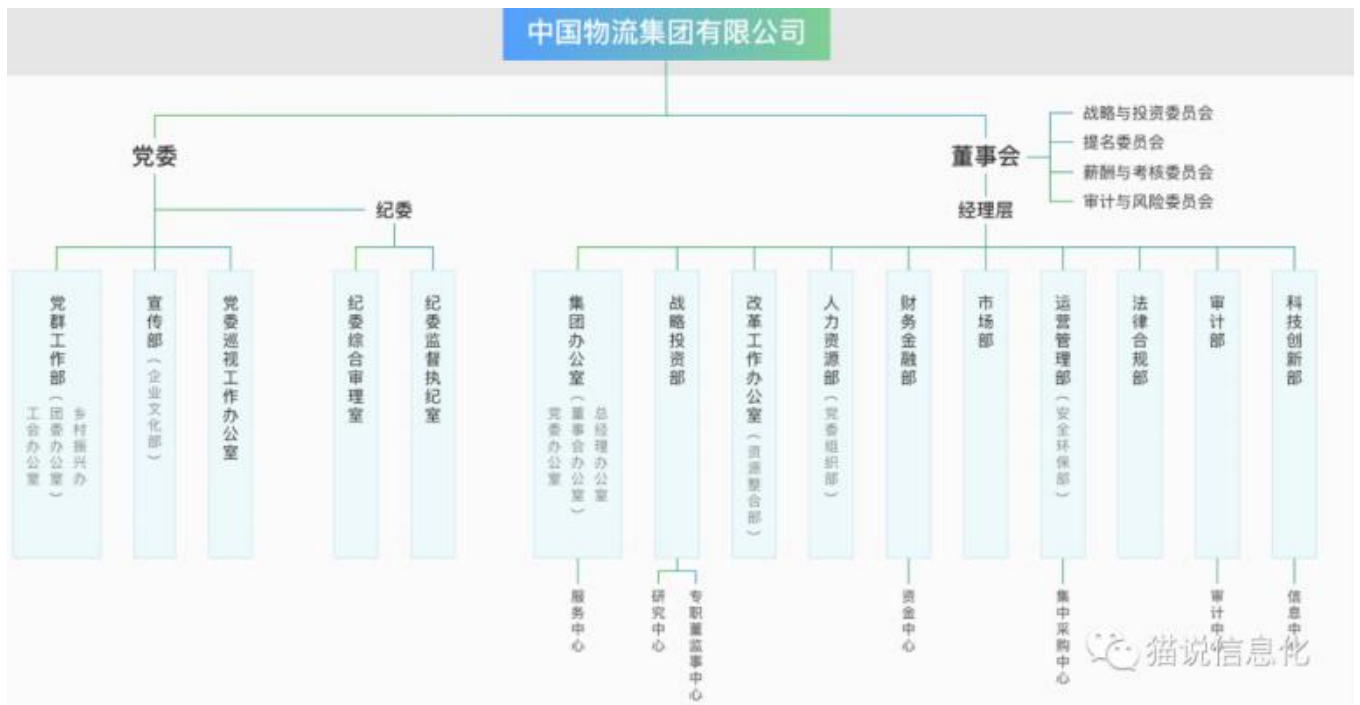 中国物流集团有限公司
党委
董事会
战略与投资委员会
提名委员会
薪酬与考核委员会
审计与风险委员会
纪委
经理层
党群工作部
乡村振兴办
（团委办公室）
工会办公室
宣传部（企业文化部）
党委巡视工作办公室
纪委综合审理室
纪委监督执纪室
集团办公室
总经理办公室
（董事会办公室）
党委办公室
战略投资部
改革工作办公室（资源整合部）
人力资源部（党委组织部）
财务金融部
市场部
运营管理部（安全环保部）
法律合规部
审计部
科技创新部
服务中心
研究中心
专职董监事中心
资金中心
集中采购中心
审计中心
信息中心
猫说信息化